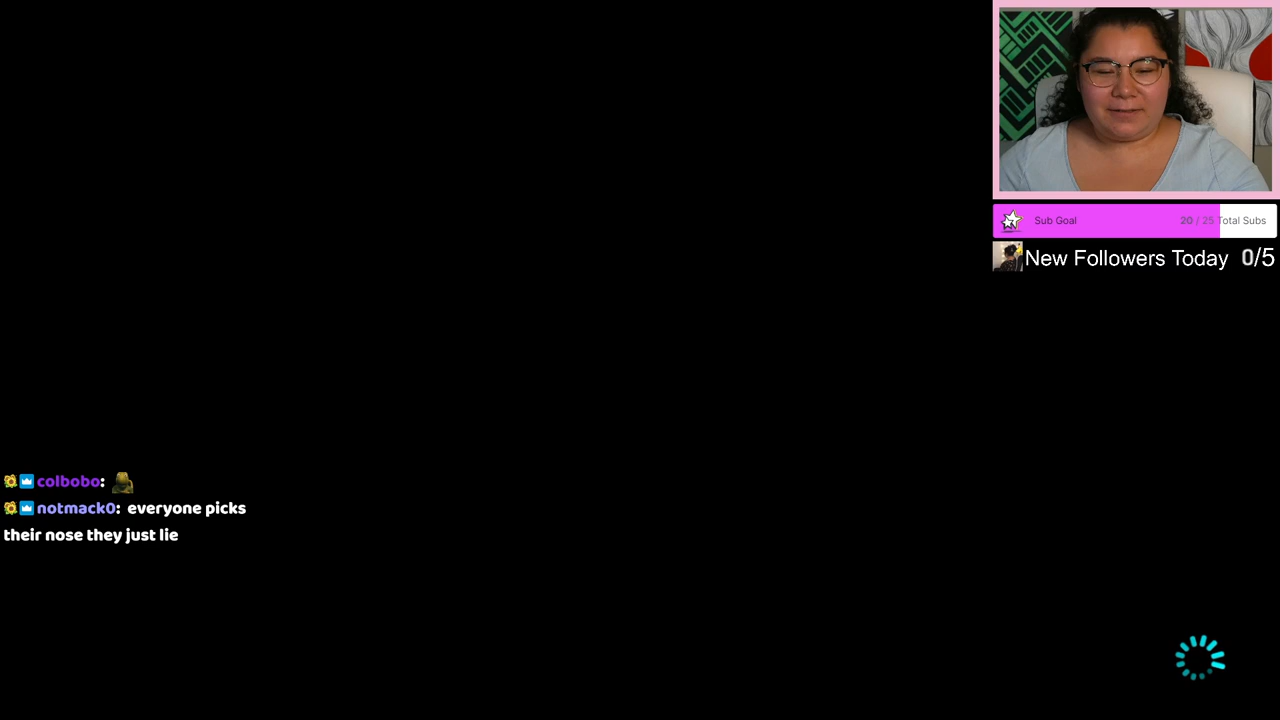 Sub Goal 20 / 25 Total Subs
New Followers Today 0/5
colbobo:
notmack0: everyone picks
their nose they just lie